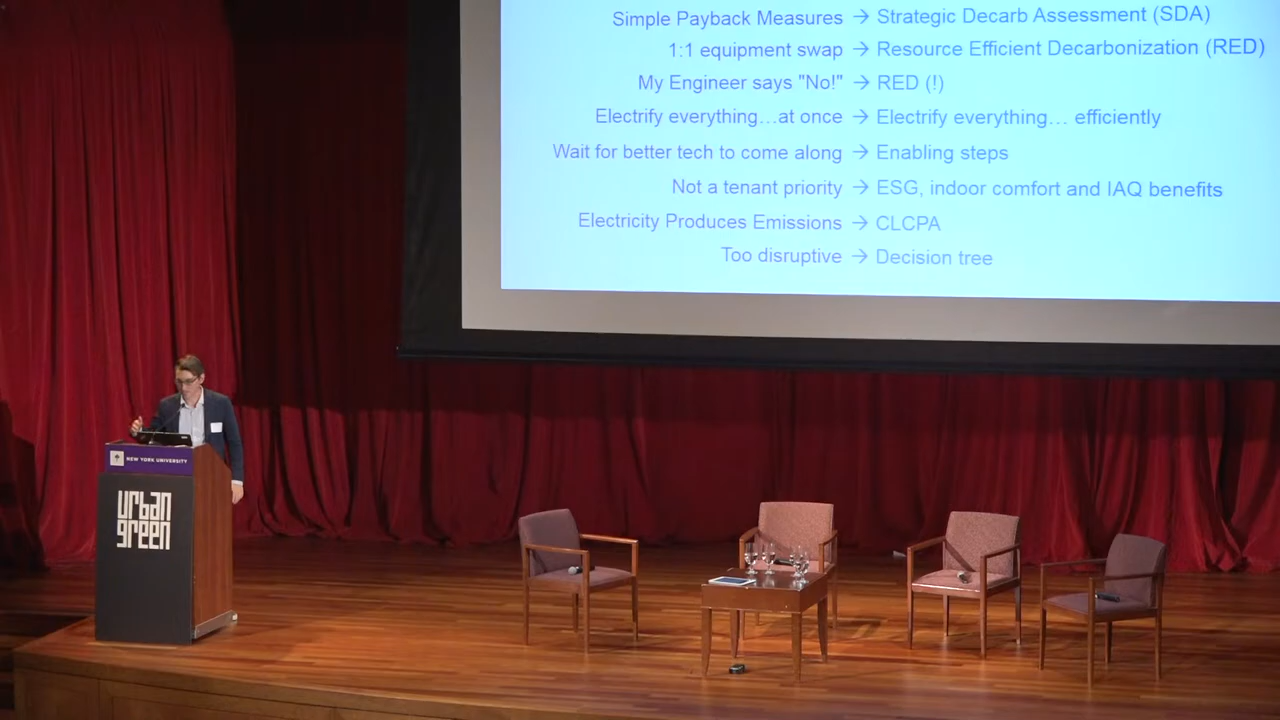 Simple Payback Measures → Strategic Decarb Assessment (SDA)
1:1 equipment swap → Resource Efficient Decarbonization (RED)
My Engineer says "No!" → RED (!)
Electrify everything…at once → Electrify everything… efficiently
Wait for better tech to come along → Enabling steps
Not a tenant priority → ESG, indoor comfort and IAQ benefits
Electricity Produces Emissions → CLCPA
Too disruptive → Decision tree
NEW YORK UNIVERSITY
urban
green